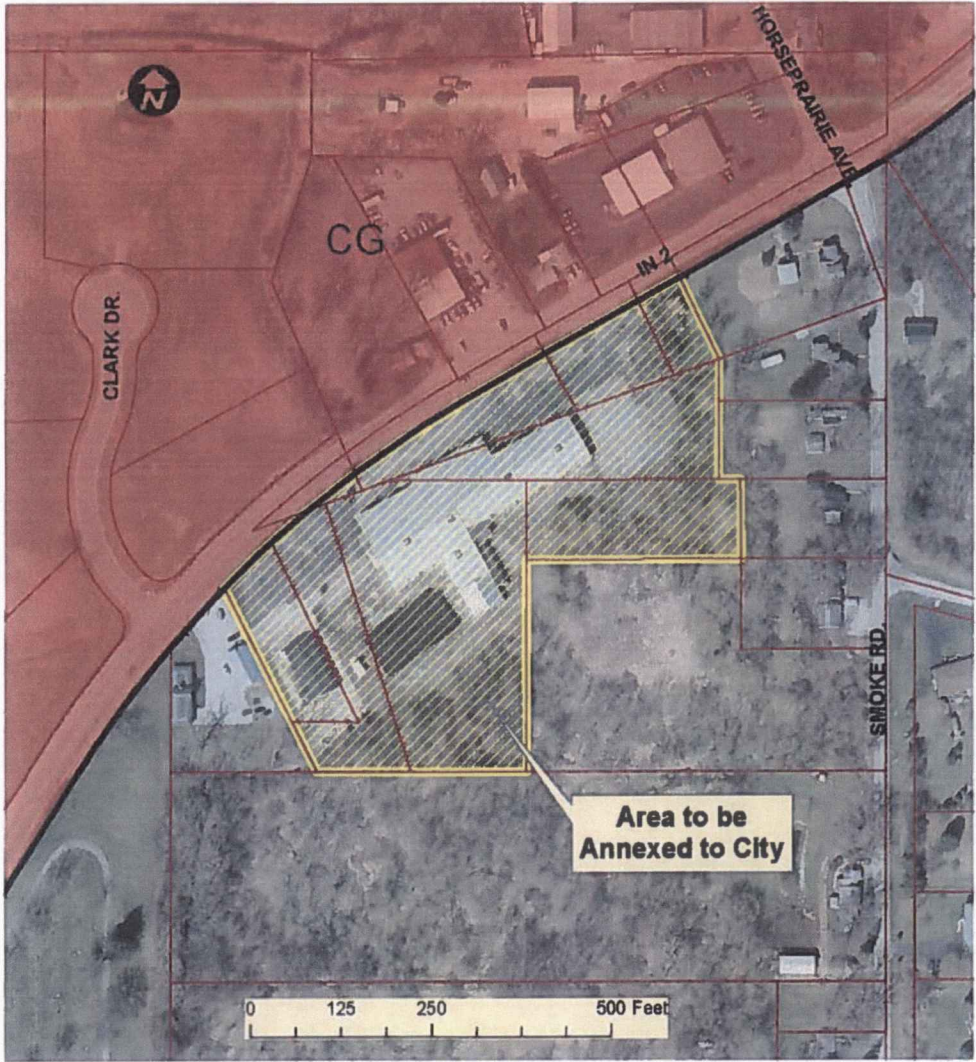 HORSEPRAIRIE AVE.
N
CG
IN 2
CLARK DR.
SMOKE RD.
Area to be
Annexed to City
0 125 250 500 Feet